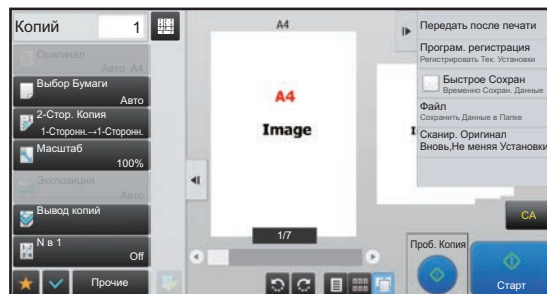 Копий 1
Оригинал
Авто A4
Выбор Бумаги
Авто
2-Стор. Копия
1-Сторонн.→1-Сторонн.
Масштаб
100%
Экспозиция
Авто
Вывод копий
N в 1
Off
Прочие
A4
A4
Image
I
1/7
Передать после печати
Програм. регистрация
Регистрировать Тек. Установки
Быстрое Сохран
Временно Сохран. Данные
Файл
Сохранить Данные в Папке
Сканир. Оригинал
Вновь,Не меняя Установки
CA
Проб. Копия
Старт